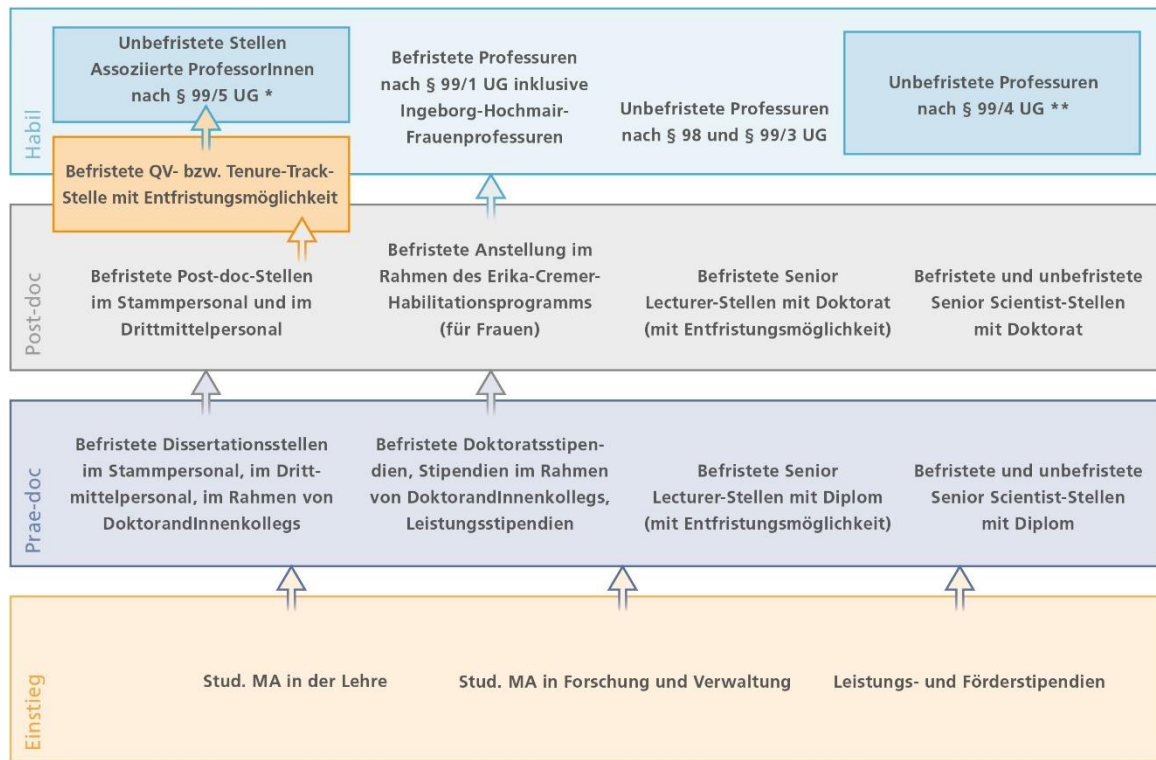 Habil
Unbefristete Stellen
Assoziierte ProfessorInnen
nach § 99/5 UG *
Befristete Professuren
nach § 99/1 UG inklusive
Ingeborg-Hochmair-
Frauenprofessuren
Unbefristete Professuren
nach § 98 und § 99/3 UG
Unbefristete Professuren
nach § 99/4 UG **
Befristete QV- bzw. Tenure-Track-
Stelle mit Entfristungsmöglichkeit
Post-doc
Befristete Post-doc-Stellen
im Stammpersonal und im
Drittmittelpersonal
Befristete Anstellung im
Rahmen des Erika-Cremer-
Habilitationsprogramms
(für Frauen)
Befristete Senior
Lecturer-Stellen mit Doktorat
(mit Entfristungsmöglichkeit)
Befristete und unbefristete
Senior Scientist-Stellen
mit Doktorat
Prae-doc
Befristete Dissertationsstellen
im Stammpersonal, im Dritt-
mittelpersonal, im Rahmen von
DoktorandInnenkollegs
Befristete Doktoratsstipen-
dien, Stipendien im Rahmen
von DoktorandInnenkollegs,
Leistungsstipendien
Befristete Senior
Lecturer-Stellen mit Diplom
(mit Entfristungsmöglichkeit)
Befristete und unbefristete
Senior Scientist-Stellen
mit Diplom
Einstieg
Stud. MA in der Lehre
Stud. MA in Forschung und Verwaltung
Leistungs- und Förderstipendien